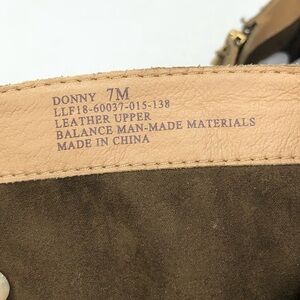 DONNY 7M
LLF18-60037-015-138
LEATHER UPPER
BALANCE MAN-MADE MATERIALS
MADE IN CHINA